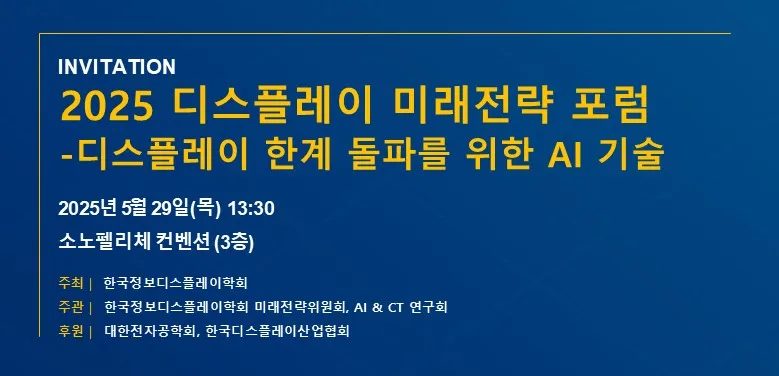 INVITATION
2025 디스플레이 미래전략 포럼
-디스플레이 한계 돌파를 위한 AI 기술
2025년 5월 29일(목) 13:30
소노펠리체 컨벤션 (3층)
주최 | 한국정보디스플레이학회
주관 | 한국정보디스플레이학회 미래전략위원회, AI & CT 연구회
후원 | 대한전자공학회, 한국디스플레이산업협회